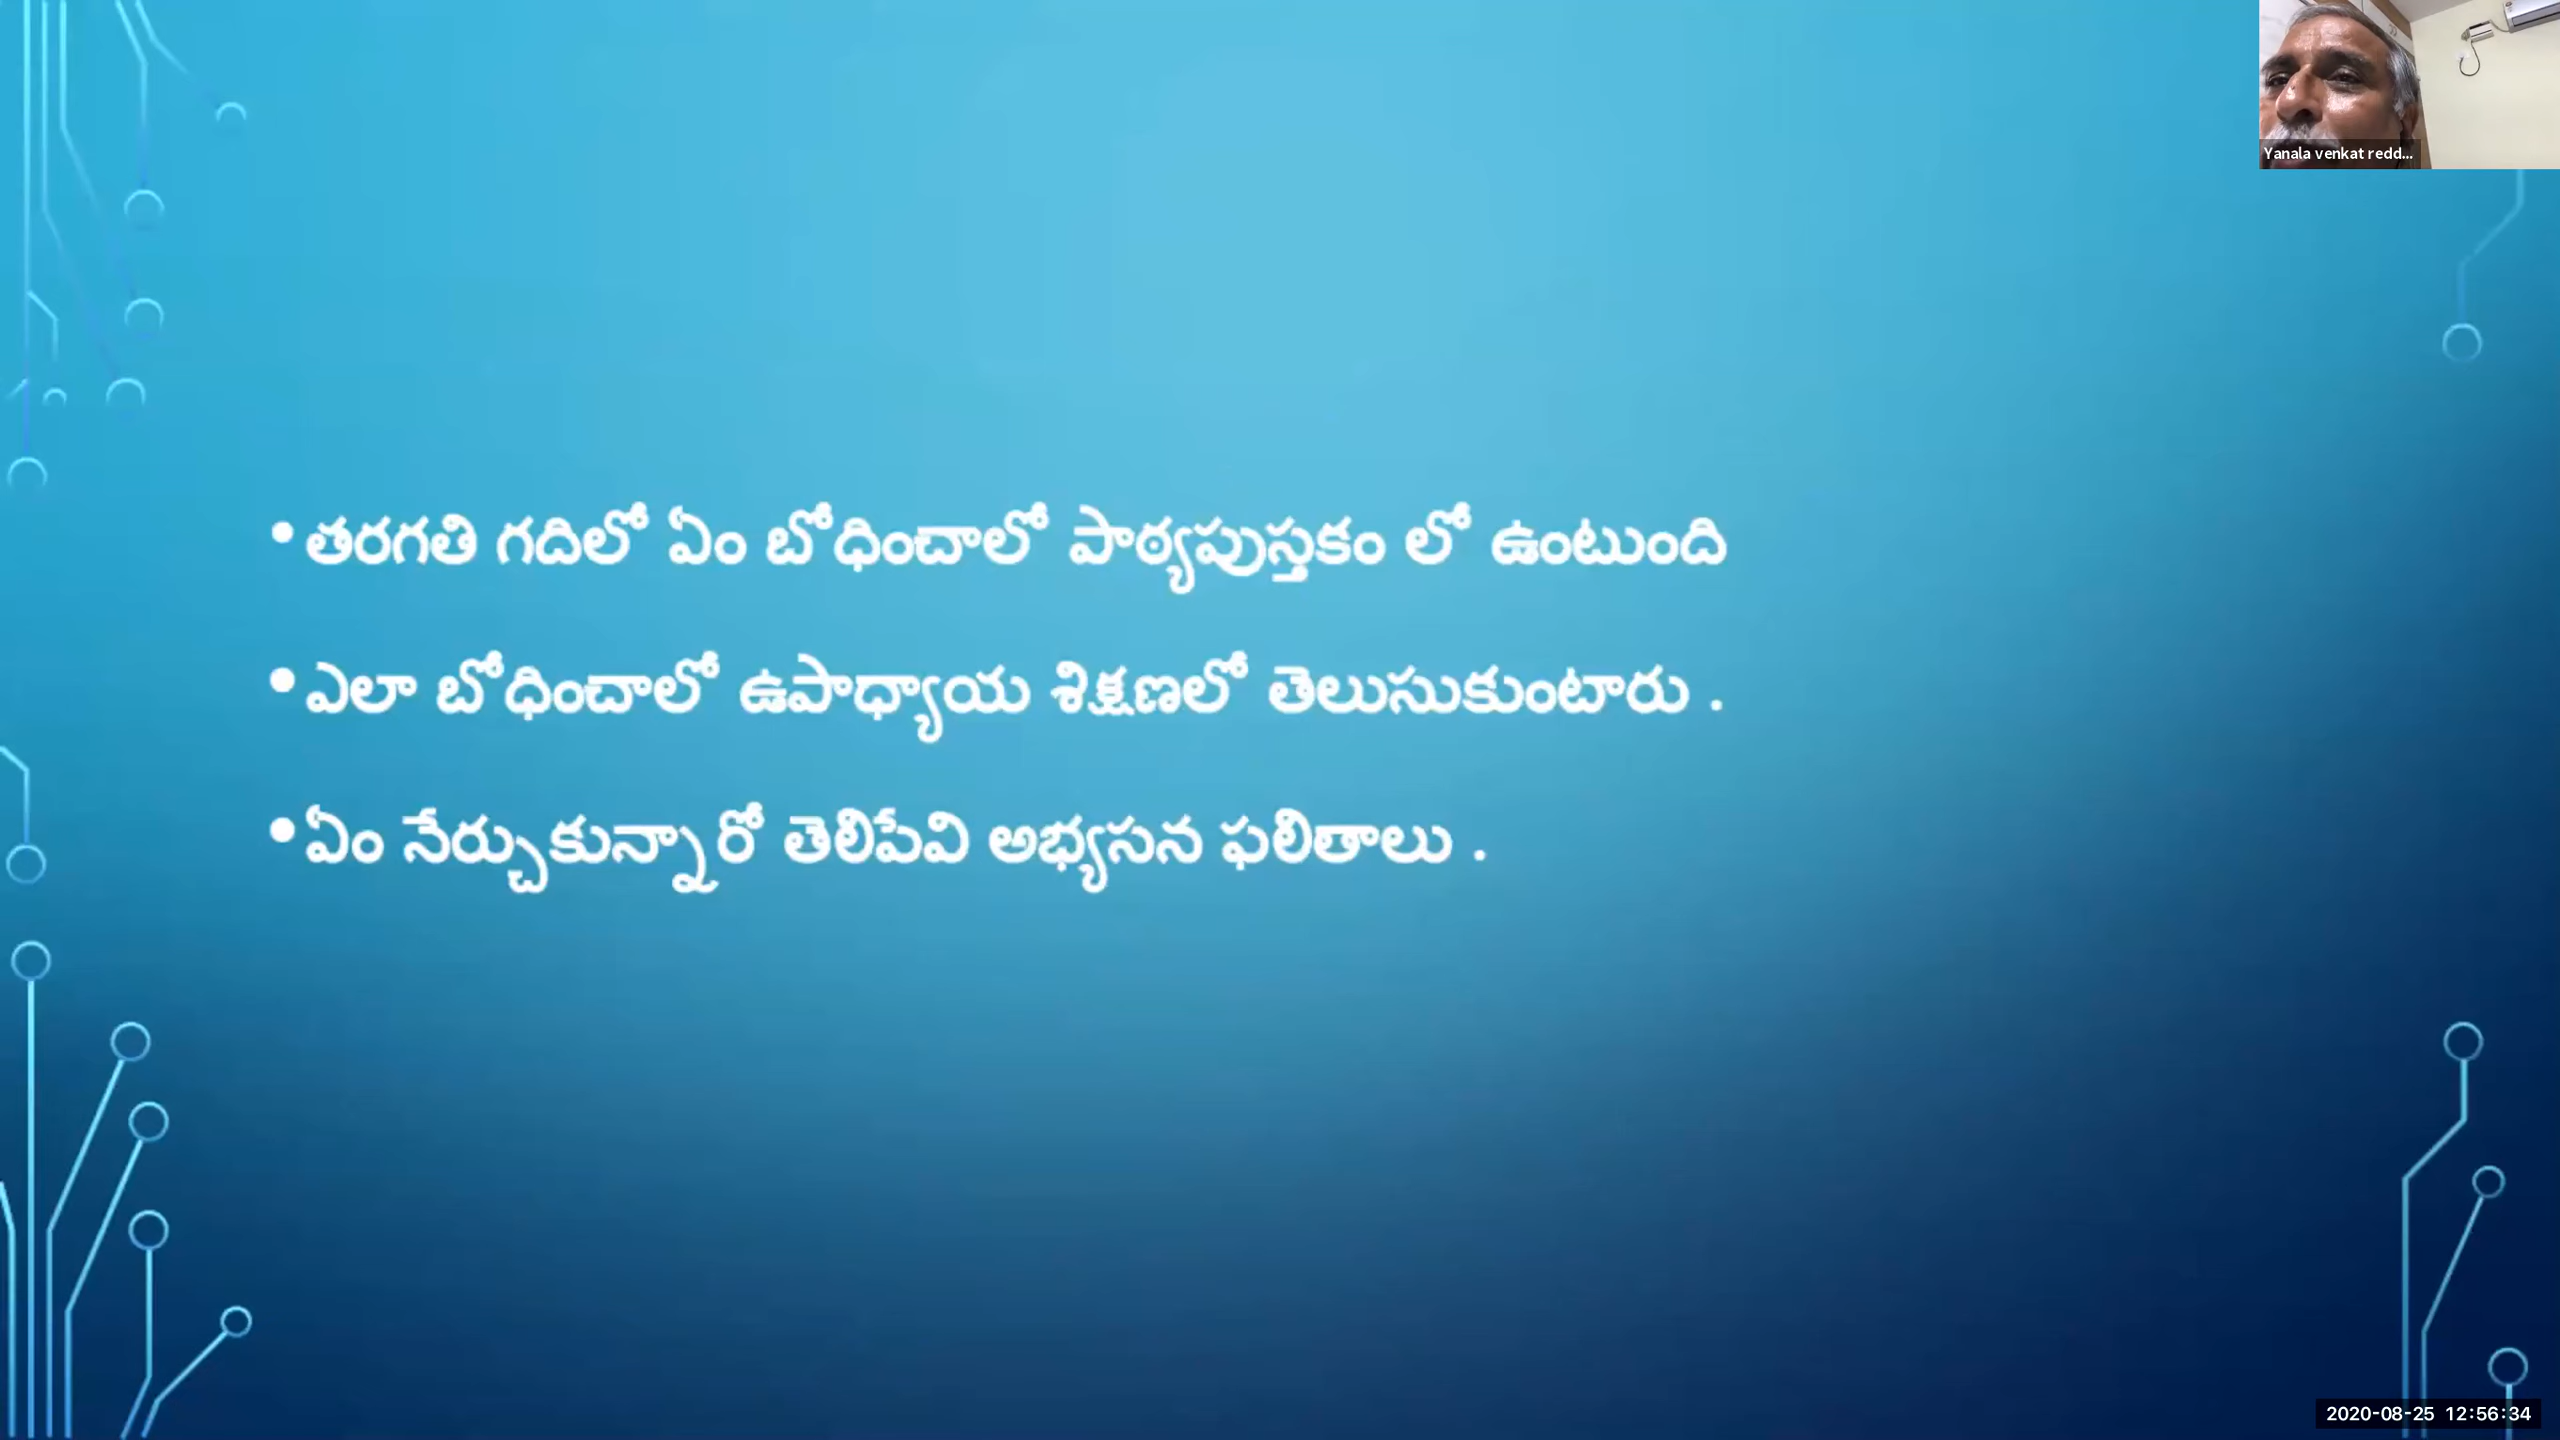 Yanala venkat redd...
• తరగతి గదిలో ఏం బోధించాలో పాఠ్యపుస్తకం లో ఉంటుంది
• ఎలా బోధించాలో ఉపాధ్యాయ శిక్షణలో తెలుసుకుంటారు .
• ఏం నేర్చుకున్నారో తెలిపేవి అభ్యసన ఫలితాలు .
2020-08-25 12:56:34